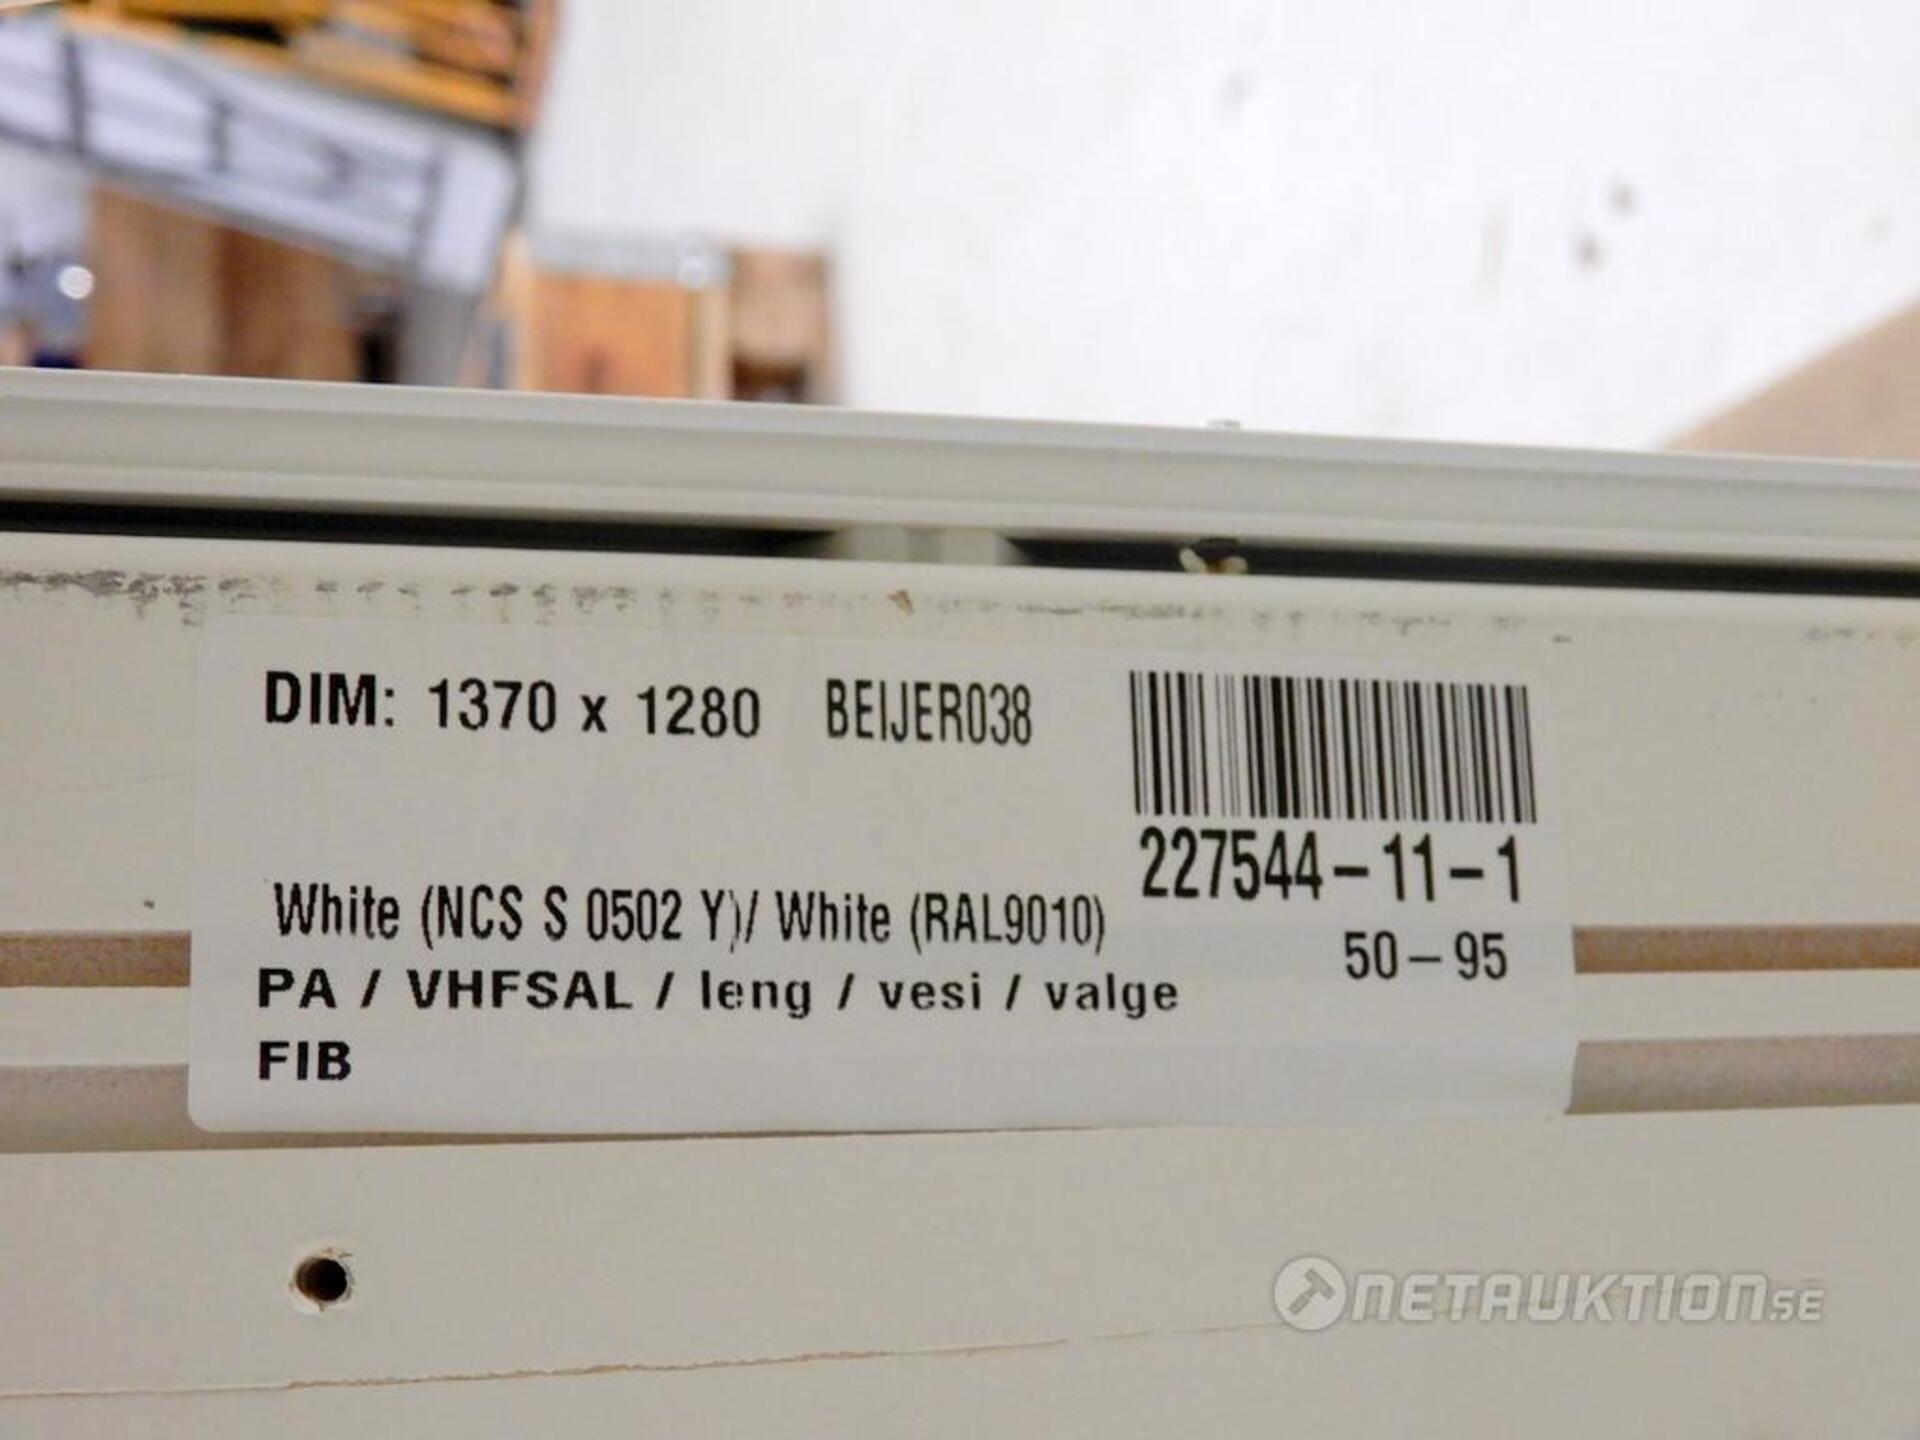 DIM: 1370 x 1280 BEIJER038
227544-11-1
White (NCS S 0502 Y)/ White (RAL9010)
50-95
PA / VHFSAL / leng / vesi / valge
FIB
NETAUKTION.SE